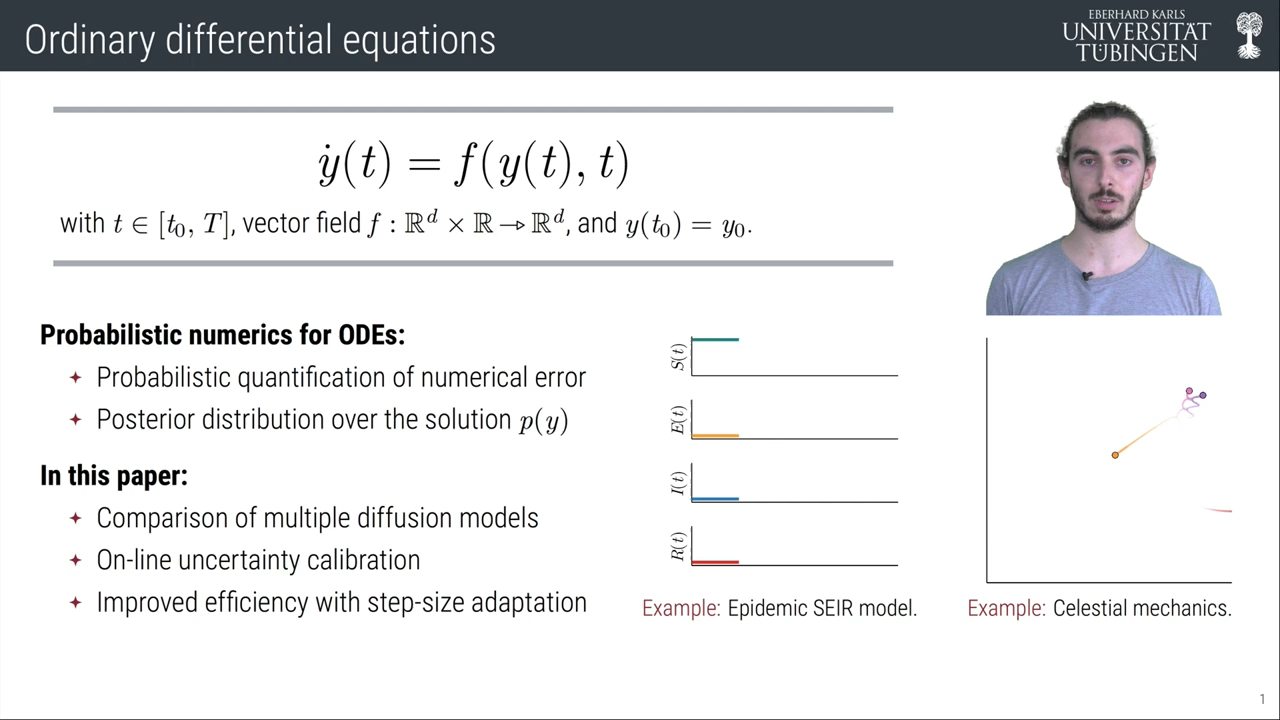 Ordinary differential equations
EBERHARD KARLS
UNIVERSITÄT
TÜBINGEN
ẏ(t) = f(y(t), t)
with t ∈ [t₀, T], vector field f : ℝᵈ × ℝ → ℝᵈ, and y(t₀) = y₀.
Probabilistic numerics for ODEs:
Probabilistic quantification of numerical error
Posterior distribution over the solution p(y)
In this paper:
Comparison of multiple diffusion models
On-line uncertainty calibration
Improved efficiency with step-size adaptation
S(t)
E(t)
I(t)
R(t)
Example: Epidemic SEIR model.
Example: Celestial mechanics.
1